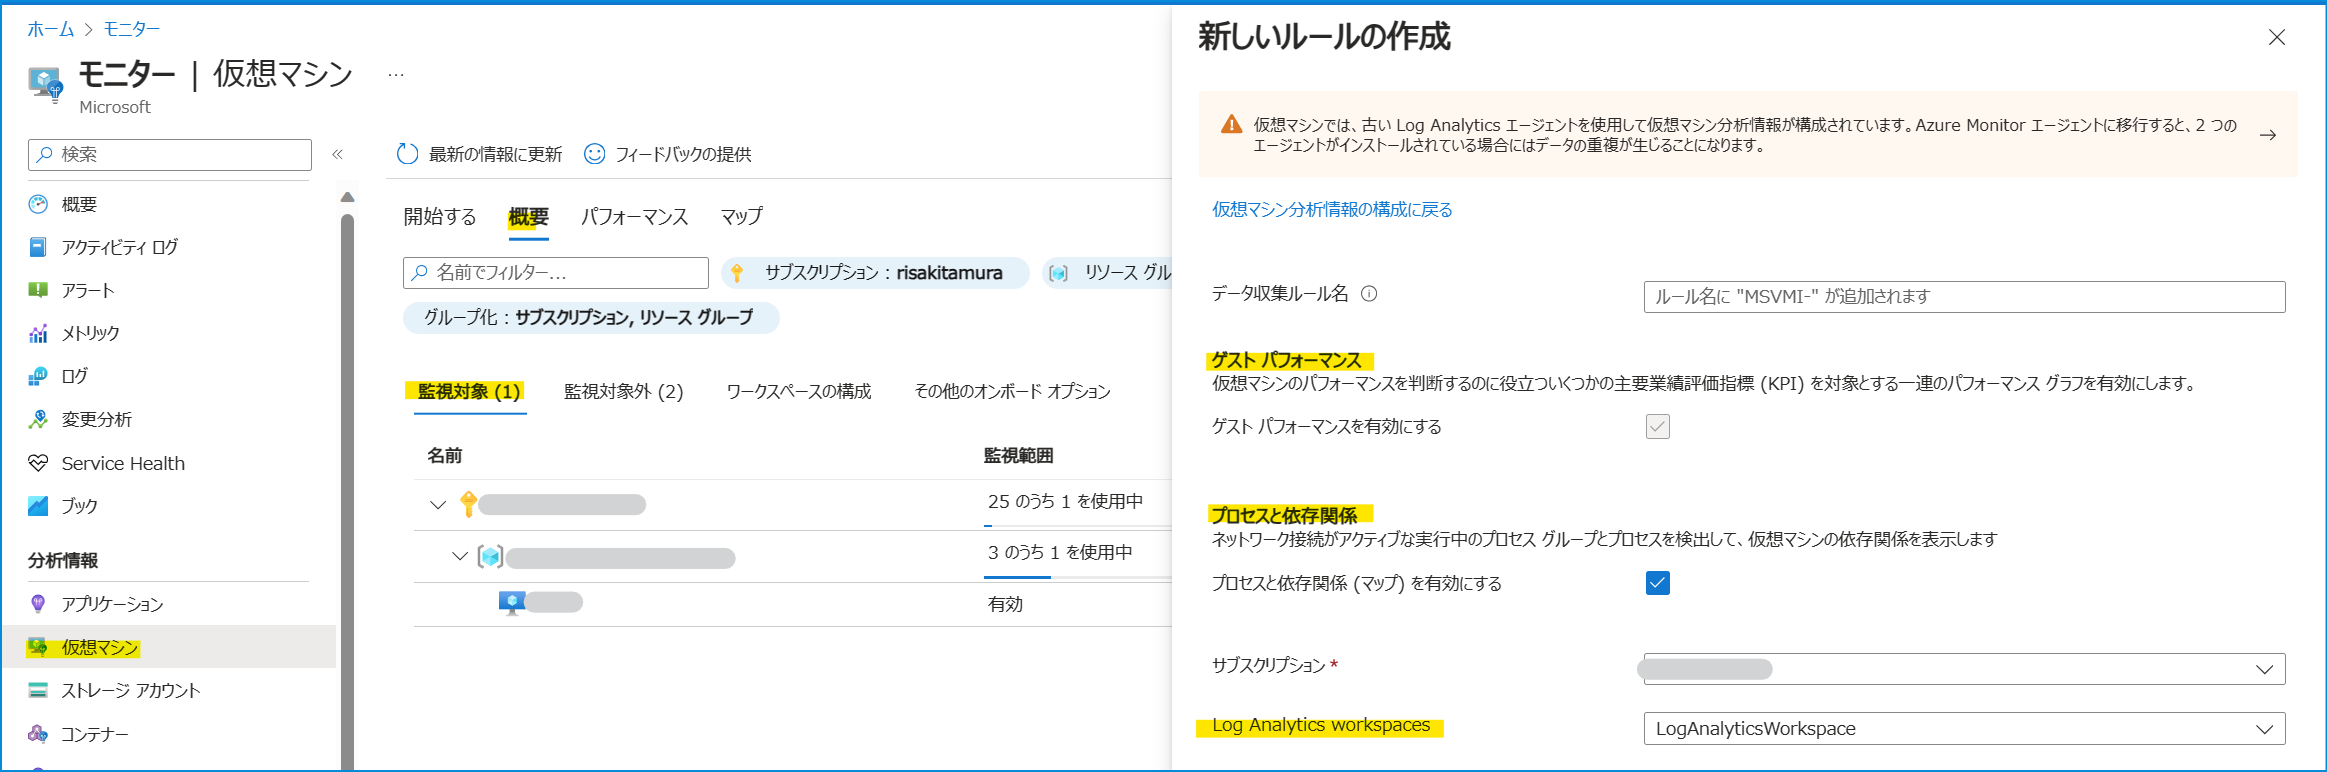 ホーム > モニター
モニター | 仮想マシン ...
Microsoft
検索 «
概要
アクティビティ ログ
アラート
メトリック
ログ
変更分析
Service Health
ブック
分析情報
アプリケーション
仮想マシン
ストレージ アカウント
コンテナー
最新の情報に更新 フィードバックの提供
開始する 概要 パフォーマンス マップ
名前でフィルター... サブスクリプション : risakitamura リソース グル
グループ化 : サブスクリプション, リソース グループ
監視対象 (1) 監視対象外 (2) ワークスペースの構成 その他のオンボード オプション
名前 監視範囲
25 のうち 1 を使用中
3 のうち 1 を使用中
有効
新しいルールの作成
仮想マシンでは、古い Log Analytics エージェントを使用して仮想マシン分析情報が構成されています。Azure Monitor エージェントに移行すると、2 つの
エージェントがインストールされている場合にはデータの重複が生じることになります。
仮想マシン分析情報の構成に戻る
データ収集ルール名 ルール名に "MSVMI-" が追加されます
ゲスト パフォーマンス
仮想マシンのパフォーマンスを判断するのに役立ついくつかの主要業績評価指標 (KPI) を対象とする一連のパフォーマンス グラフを有効にします。
ゲスト パフォーマンスを有効にする
プロセスと依存関係
ネットワーク接続がアクティブな実行中のプロセス グループとプロセスを検出して、仮想マシンの依存関係を表示します
プロセスと依存関係 (マップ) を有効にする
サブスクリプション *
Log Analytics workspaces LogAnalyticsWorkspace